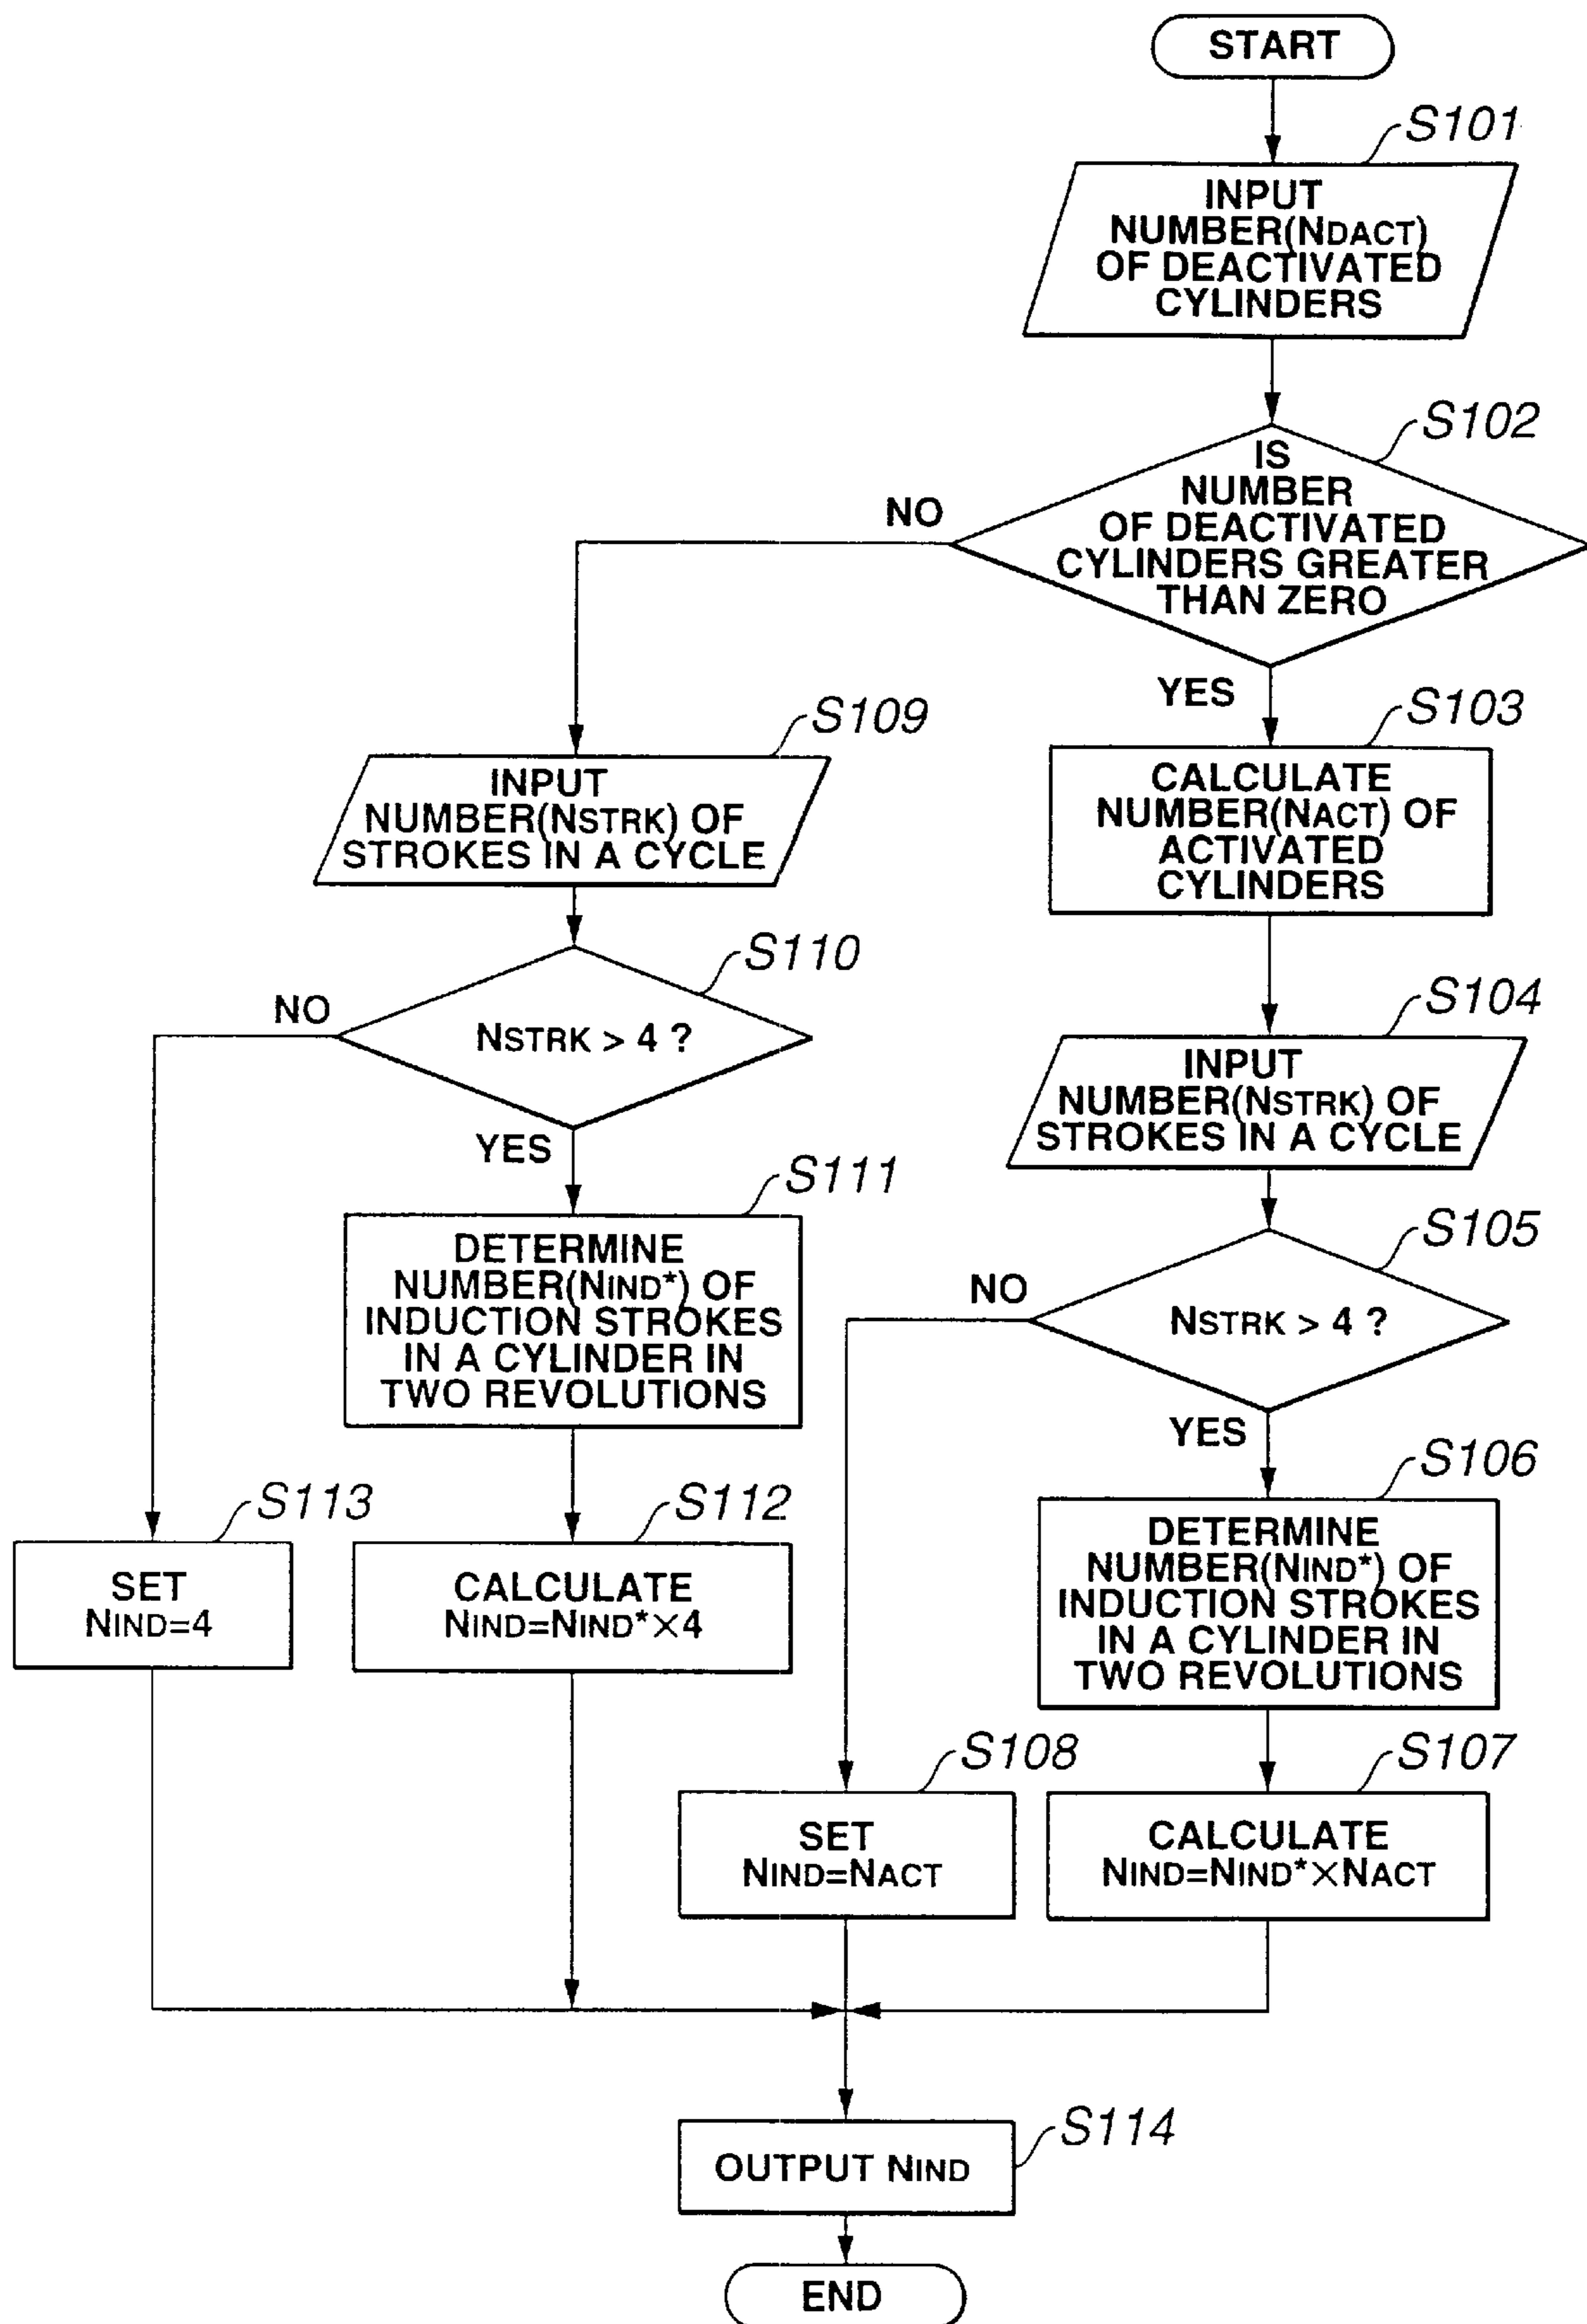 START
S101
INPUT
NUMBER(NDACT)
OF DEACTIVATED
CYLINDERS
S102
IS
NUMBER
OF DEACTIVATED
CYLINDERS GREATER
THAN ZERO
NO
YES
S103
CALCULATE
NUMBER(NACT) OF
ACTIVATED
CYLINDERS
S104
INPUT
NUMBER(NSTRK) OF
STROKES IN A CYCLE
S105
NSTRK > 4 ?
NO
YES
S106
DETERMINE
NUMBER(NIND*) OF
INDUCTION STROKES
IN A CYLINDER IN
TWO REVOLUTIONS
S107
CALCULATE
NIND=NIND*×NACT
S108
SET
NIND=NACT
S109
INPUT
NUMBER(NSTRK) OF
STROKES IN A CYCLE
S110
NSTRK > 4 ?
NO
YES
S111
DETERMINE
NUMBER(NIND*) OF
INDUCTION STROKES
IN A CYLINDER IN
TWO REVOLUTIONS
S112
CALCULATE
NIND=NIND*×4
S113
SET
NIND=4
S114
OUTPUT NIND
END